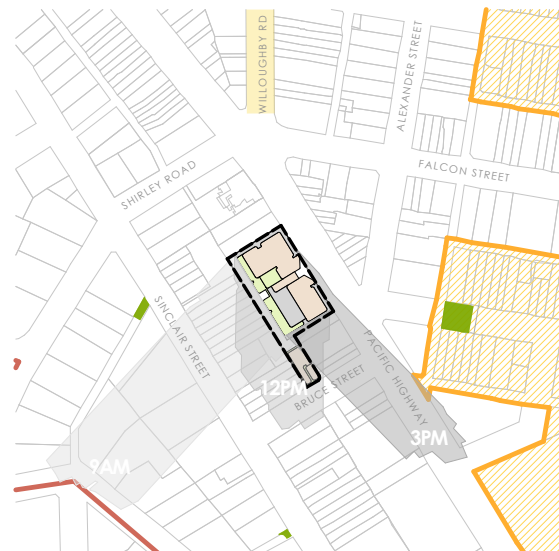 WILLOUGHBY RD
ALEXANDER STREET
FALCON STREET
SHIRLEY ROAD
SINCLAIR STREET
PACIFIC HIGHWAY
12PM
BRUCE STREET
3PM
9AM